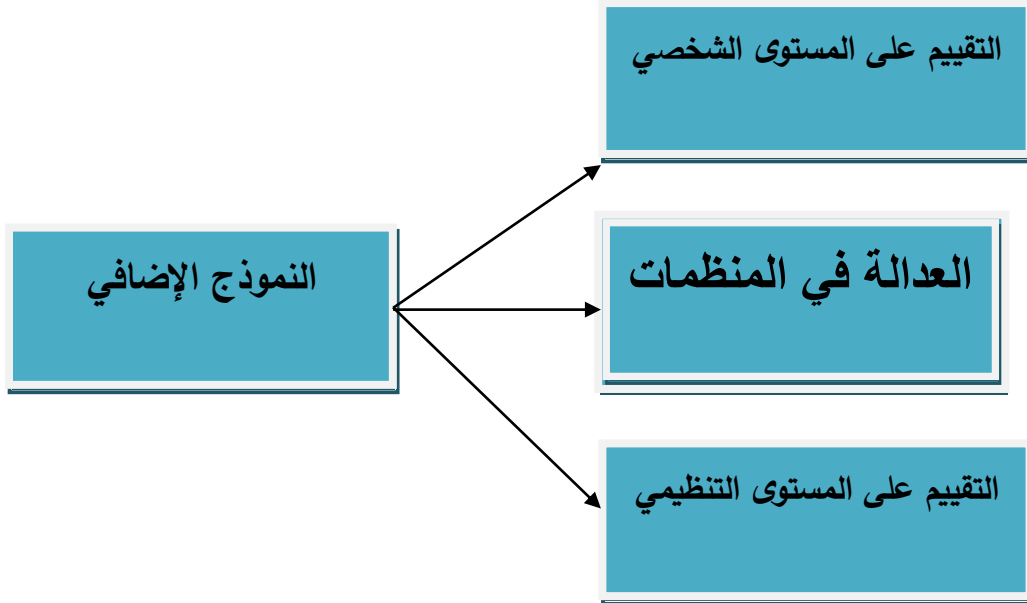 التقييم على المستوى الشخصي
النموذج الإضافي
العدالة في المنظمات
التقييم على المستوى التنظيمي